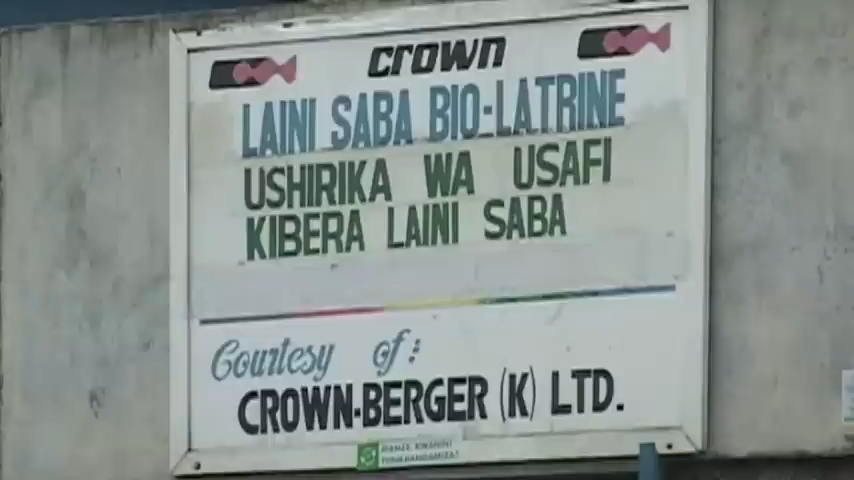 CROWN
LAINI SABA BIO-LATRINE
USHIRIKA WA USAFI
KIBERA LAINI SABA
Courtesy of:
CROWN-BERGER (K) LTD.